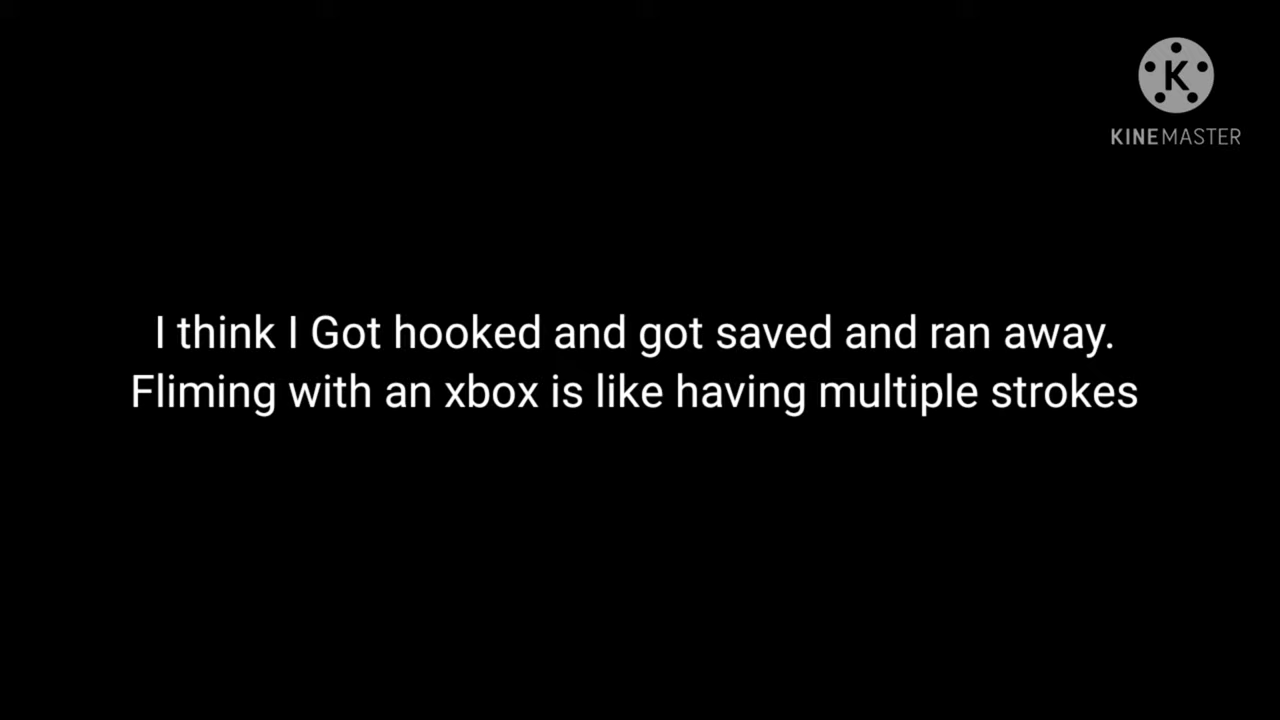 K
KINEMASTER
I think I Got hooked and got saved and ran away.
Fliming with an xbox is like having multiple strokes